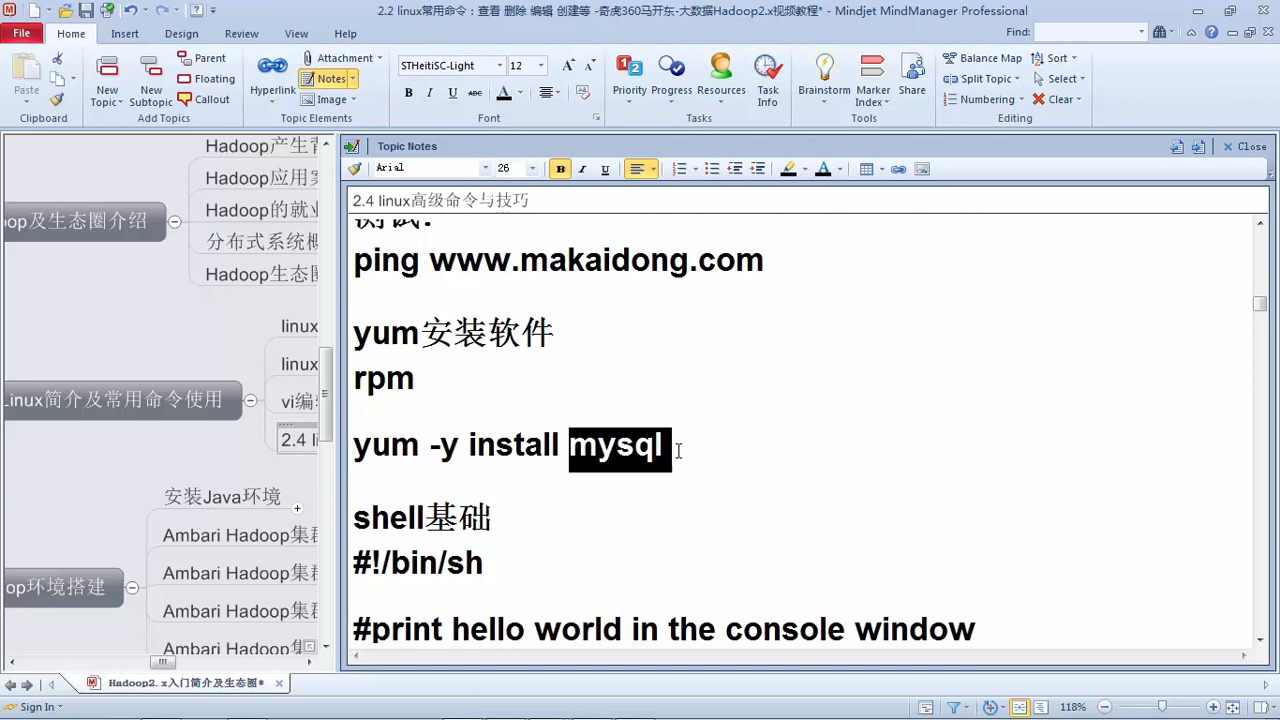 2.2 linux常用命令：查看 删除 编辑 创建等 -奇虎360马开东-大数据Hadoop2.x视频教程* - Mindjet MindManager Professional
File Home Insert Design Review View Help Find:
Paste
Clipboard
New Topic
New Subtopic
Parent
Floating
Callout
Add Topics
Hyperlink
Attachment
Notes
Image
Topic Elements
STHeitiSC-Light 12
B I U ABC A
Font
Priority Progress Resources Task Info
Tasks
Brainstorm Marker Index Share
Tools
Balance Map Sort
Split Topic Select
Numbering Clear
Editing
Hadoop产生背
Hadoop应用实
Hadoop的就业
oop及生态圈介绍
分布式系统概
Hadoop生态圈
linux
linux
Linux简介及常用命令使用
vi编
2.4 li
安装Java环境
Ambari Hadoop集群
Ambari Hadoop集群
op环境搭建
Ambari Hadoop集群
Ambari Hadoop集
Topic Notes Close
Arial 26 B I U A
2.4 linux高级命令与技巧
测试：
ping www.makaidong.com
yum安装软件
rpm
yum -y install mysql
shell基础
#!/bin/sh
#print hello world in the console window
Hadoop2.x入门简介及生态圈*
Sign In 118%